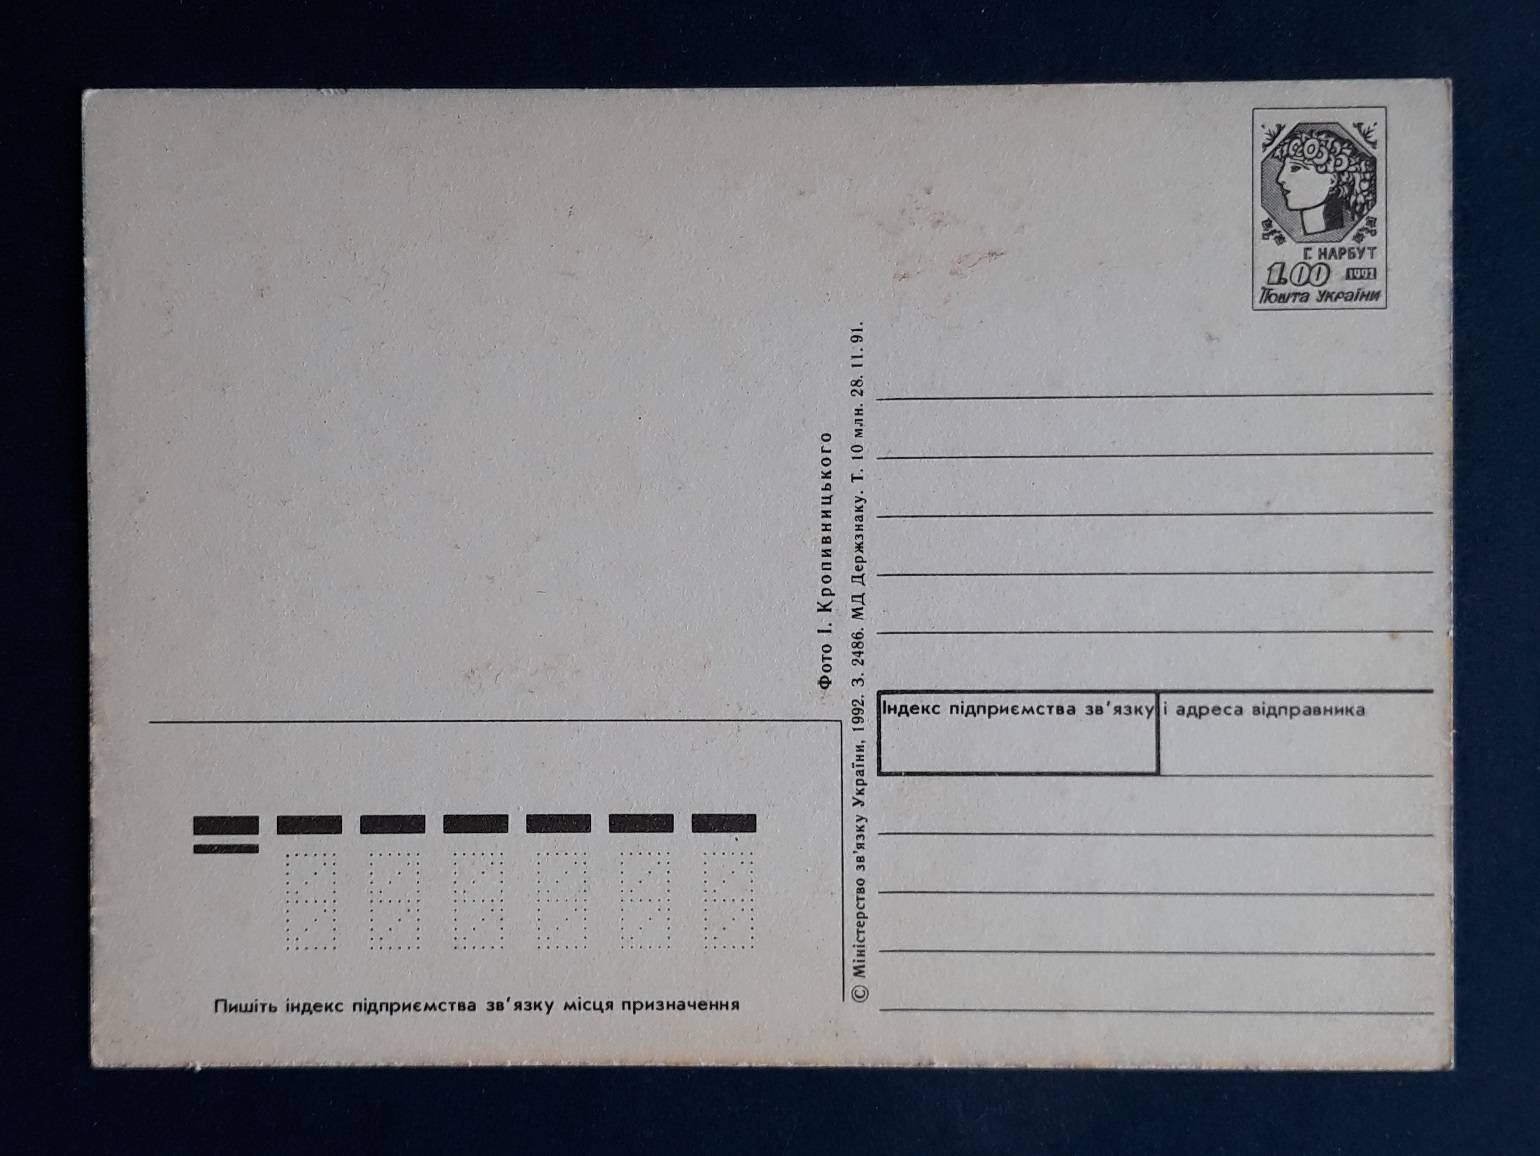 Г. НАРБУТ
1.00 1992
Пошта України
Фото І. Кропивницького
© Міністерство зв'язку України, 1992. З. 2486. МД Держзнаку. Т. 10 млн. 28. 11. 91.
Індекс підприємства зв'язку і адреса відправника
Пишіть індекс підприємства зв'язку місця призначення